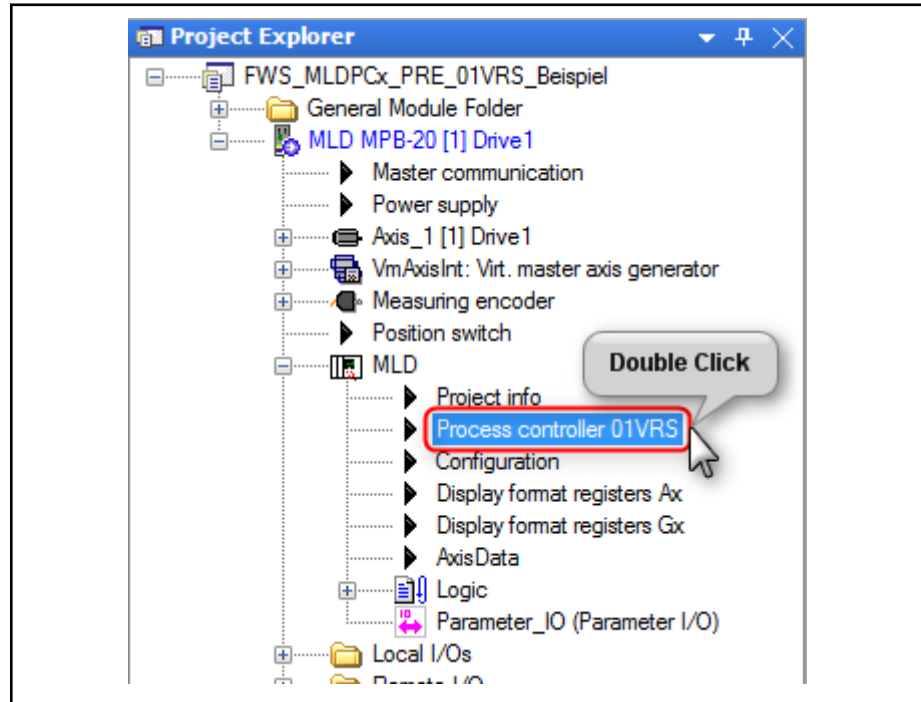 Project Explorer
FWS_MLDPCx_PRE_01VRS_Beispiel
General Module Folder
MLD MPB-20 [1] Drive1
Master communication
Power supply
Axis_1 [1] Drive1
VmAxisInt: Virt. master axis generator
Measuring encoder
Position switch
MLD
Double Click
Project info
Process controller 01VRS
Configuration
Display format registers Ax
Display format registers Gx
AxisData
Logic
Parameter_IO (Parameter I/O)
Local I/Os